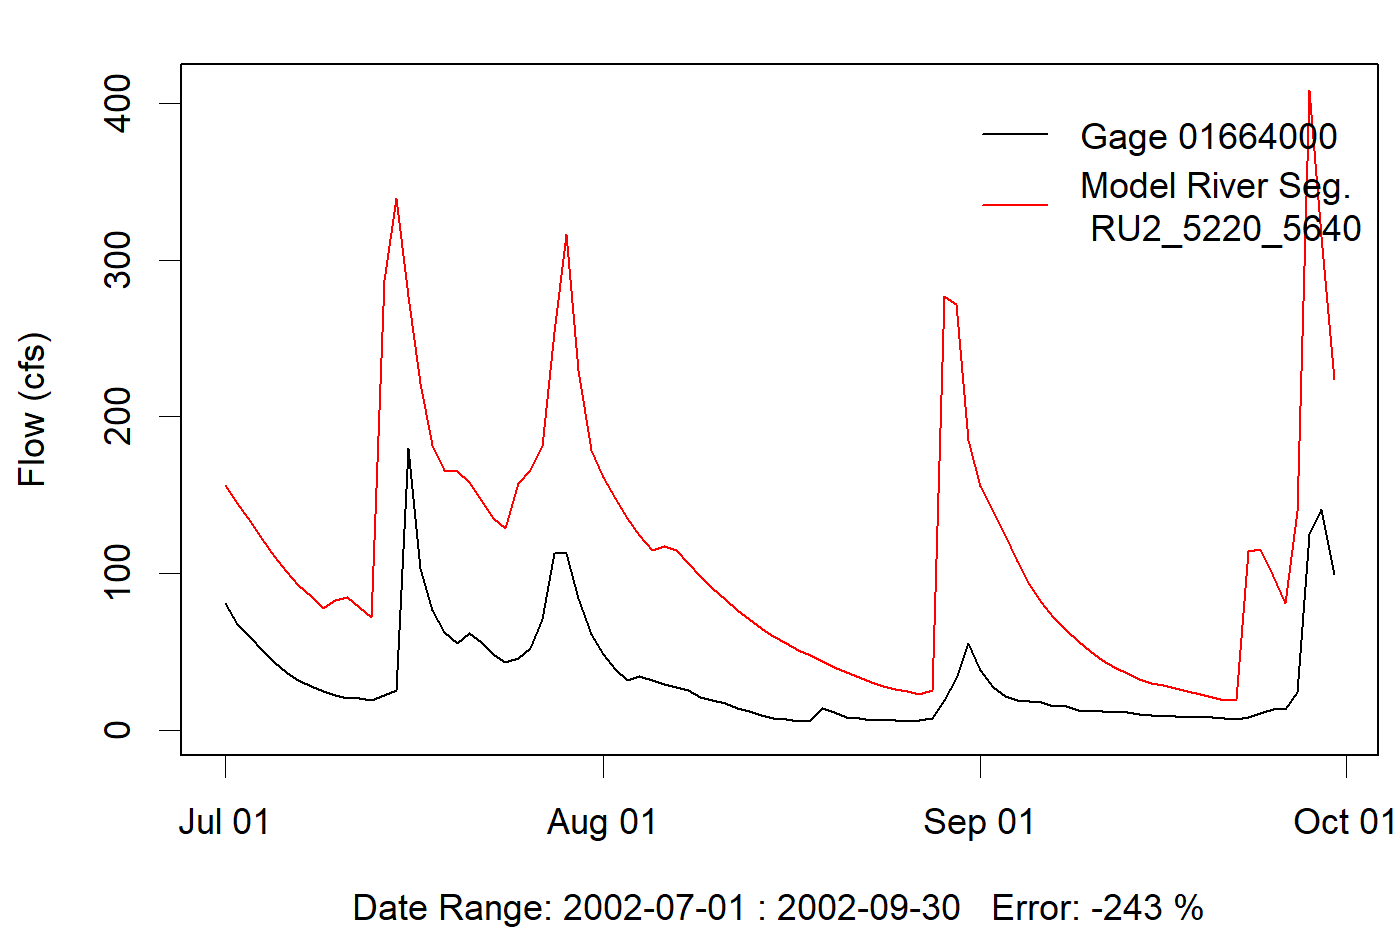 400
300
200
100
0
Flow (cfs)
Gage 01664000
Model River Seg.
RU2_5220_5640
Jul 01
Aug 01
Sep 01
Oct 01
Date Range: 2002-07-01 : 2002-09-30 Error: -243 %